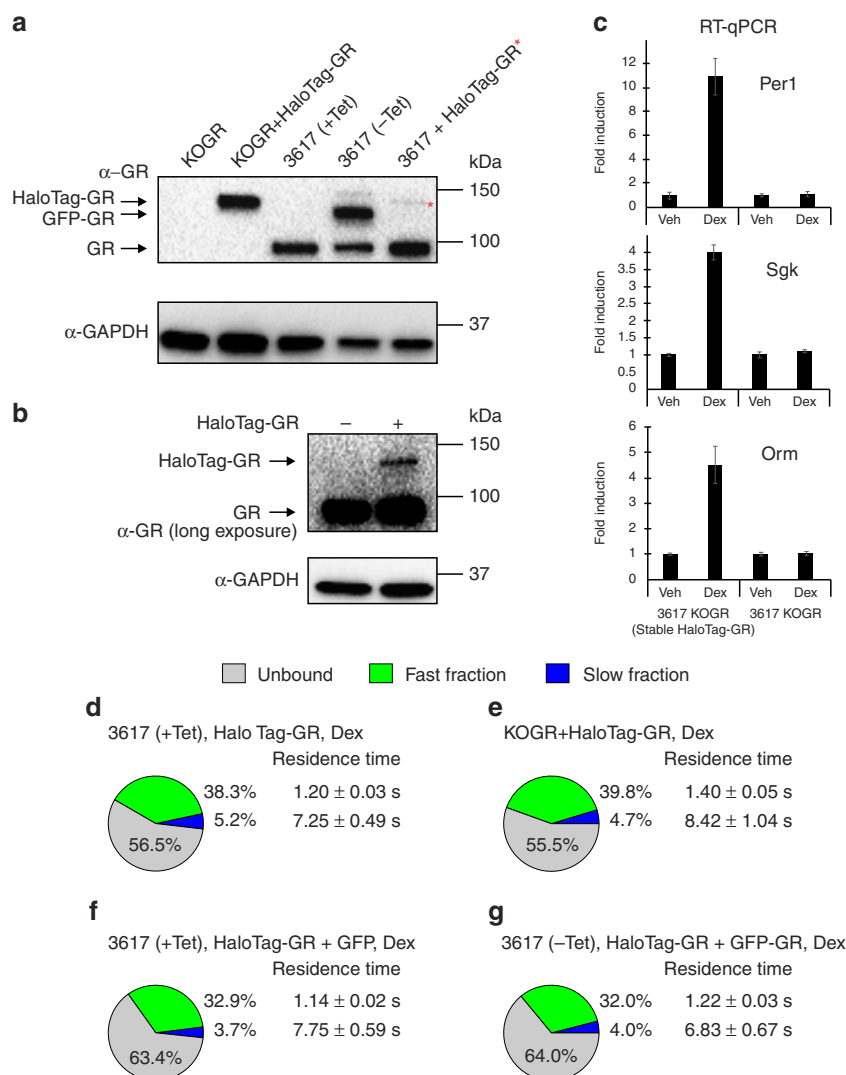 a
KOGR
KOGR+HaloTag-GR
3617 (+Tet)
3617 (−Tet)
3617 + HaloTag-GR*
kDa
α–GR
HaloTag-GR
GFP-GR
GR
150
*
100
α-GAPDH
37
b
HaloTag-GR − +
kDa
HaloTag-GR
150
100
GR
α-GR (long exposure)
α-GAPDH
37
c
RT-qPCR
Per1
Fold induction
12
10
8
6
4
2
0
Veh Dex Veh Dex
Sgk
Fold induction
4
3.5
3
2.5
2
1.5
1
0.5
0
Veh Dex Veh Dex
Orm
Fold induction
6
5
4
3
2
1
0
Veh Dex Veh Dex
3617 KOGR 3617 KOGR
(Stable HaloTag-GR)
Unbound Fast fraction Slow fraction
d
3617 (+Tet), Halo Tag-GR, Dex
Residence time
38.3% 1.20 ± 0.03 s
5.2% 7.25 ± 0.49 s
56.5%
e
KOGR+HaloTag-GR, Dex
Residence time
39.8% 1.40 ± 0.05 s
4.7% 8.42 ± 1.04 s
55.5%
f
3617 (+Tet), HaloTag-GR + GFP, Dex
Residence time
32.9% 1.14 ± 0.02 s
3.7% 7.75 ± 0.59 s
63.4%
g
3617 (−Tet), HaloTag-GR + GFP-GR, Dex
Residence time
32.0% 1.22 ± 0.03 s
4.0% 6.83 ± 0.67 s
64.0%